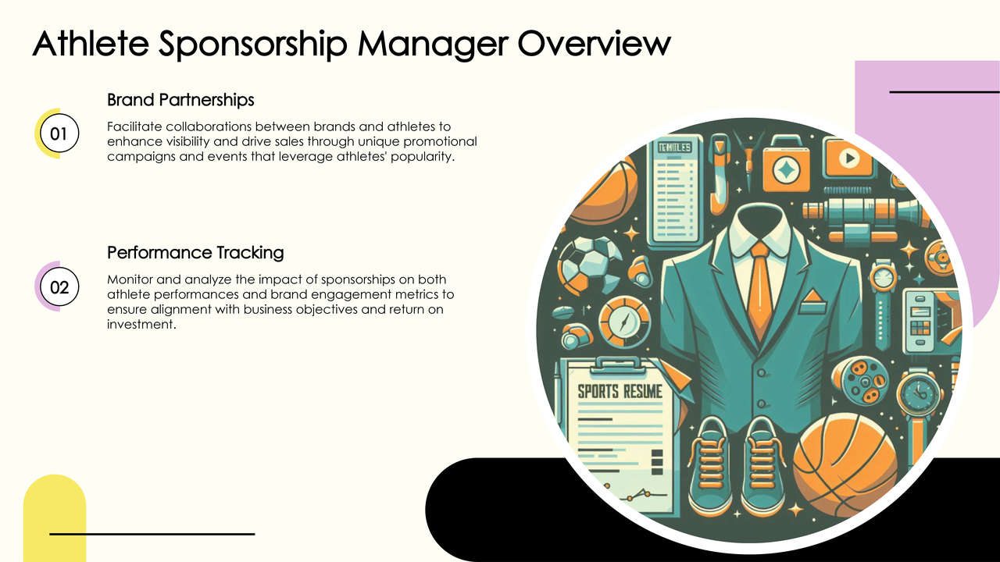 Athlete Sponsorship Manager Overview
Brand Partnerships
01
Facilitate collaborations between brands and athletes to
enhance visibility and drive sales through unique promotional
campaigns and events that leverage athletes' popularity.
Performance Tracking
02
Monitor and analyze the impact of sponsorships on both
athlete performances and brand engagement metrics to
ensure alignment with business objectives and return on
investment.
SPORTS RESUME